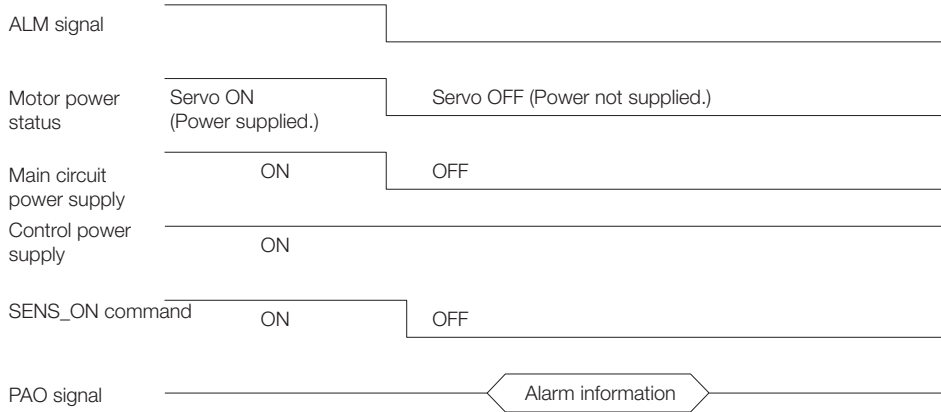 ALM signal
Motor power
status
Servo ON
(Power supplied.)
Servo OFF (Power not supplied.)
Main circuit
power supply
ON
OFF
Control power
supply
ON
SENS_ON command
ON
OFF
PAO signal
Alarm information